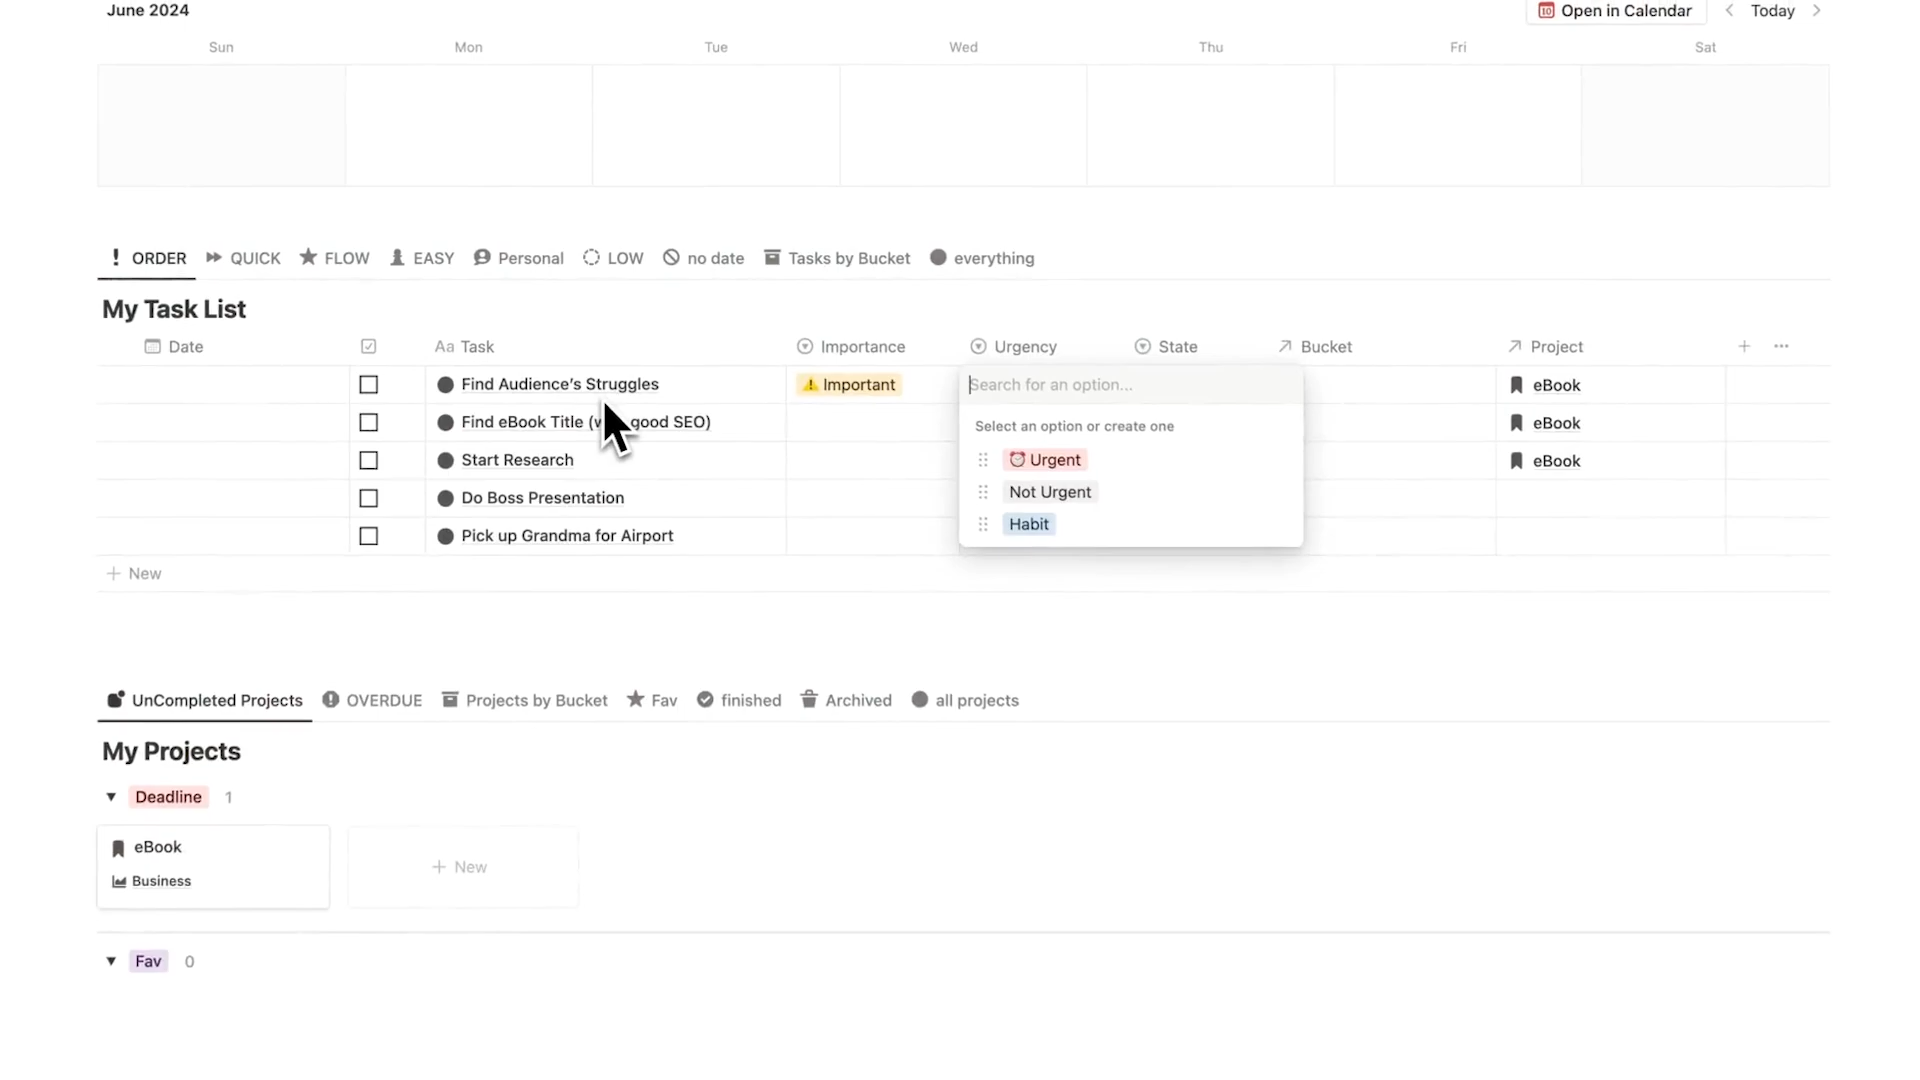 June 2024
Open in Calendar
Today
Sun Mon Tue Wed Thu Fri Sat
ORDER QUICK FLOW EASY Personal LOW no date Tasks by Bucket everything
My Task List
Date Aa Task Importance Urgency State Bucket Project
Find Audience's Struggles Important Search for an option... eBook
Find eBook Title (w good SEO) eBook
Select an option or create one
Start Research Urgent eBook
Not Urgent
Do Boss Presentation
Habit
Pick up Grandma for Airport
New
UnCompleted Projects OVERDUE Projects by Bucket Fav finished Archived all projects
My Projects
Deadline 1
eBook
Business
New
Fav 0